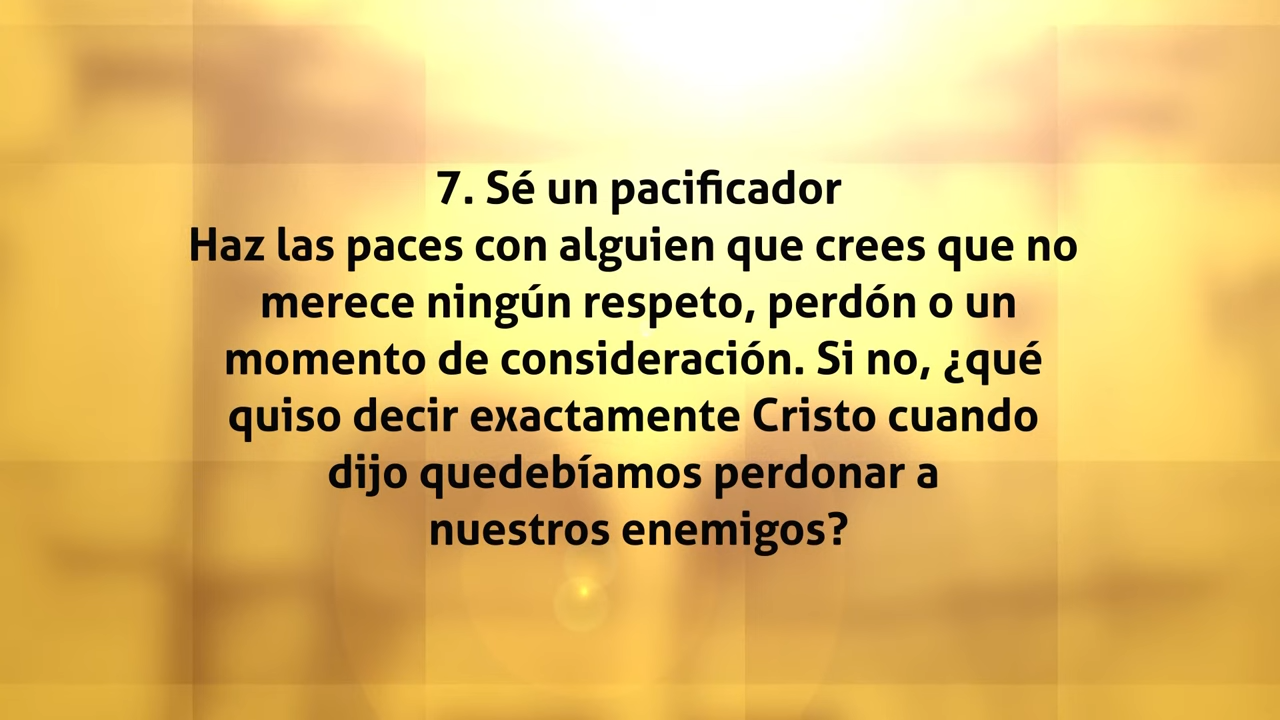 7. Sé un pacificador
Haz las paces con alguien que crees que no
merece ningún respeto, perdón o un
momento de consideración. Si no, ¿qué
quiso decir exactamente Cristo cuando
dijo quedebíamos perdonar a
nuestros enemigos?